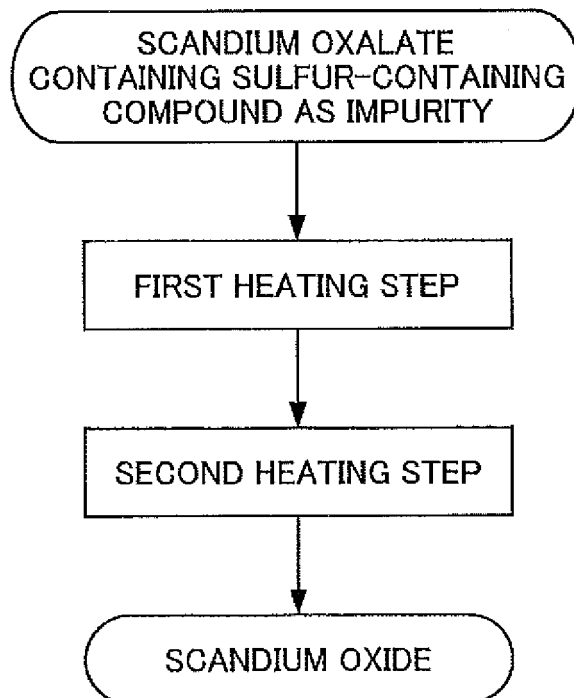 SCANDIUM OXALATE
CONTAINING SULFUR-CONTAINING
COMPOUND AS IMPURITY
FIRST HEATING STEP
SECOND HEATING STEP
SCANDIUM OXIDE